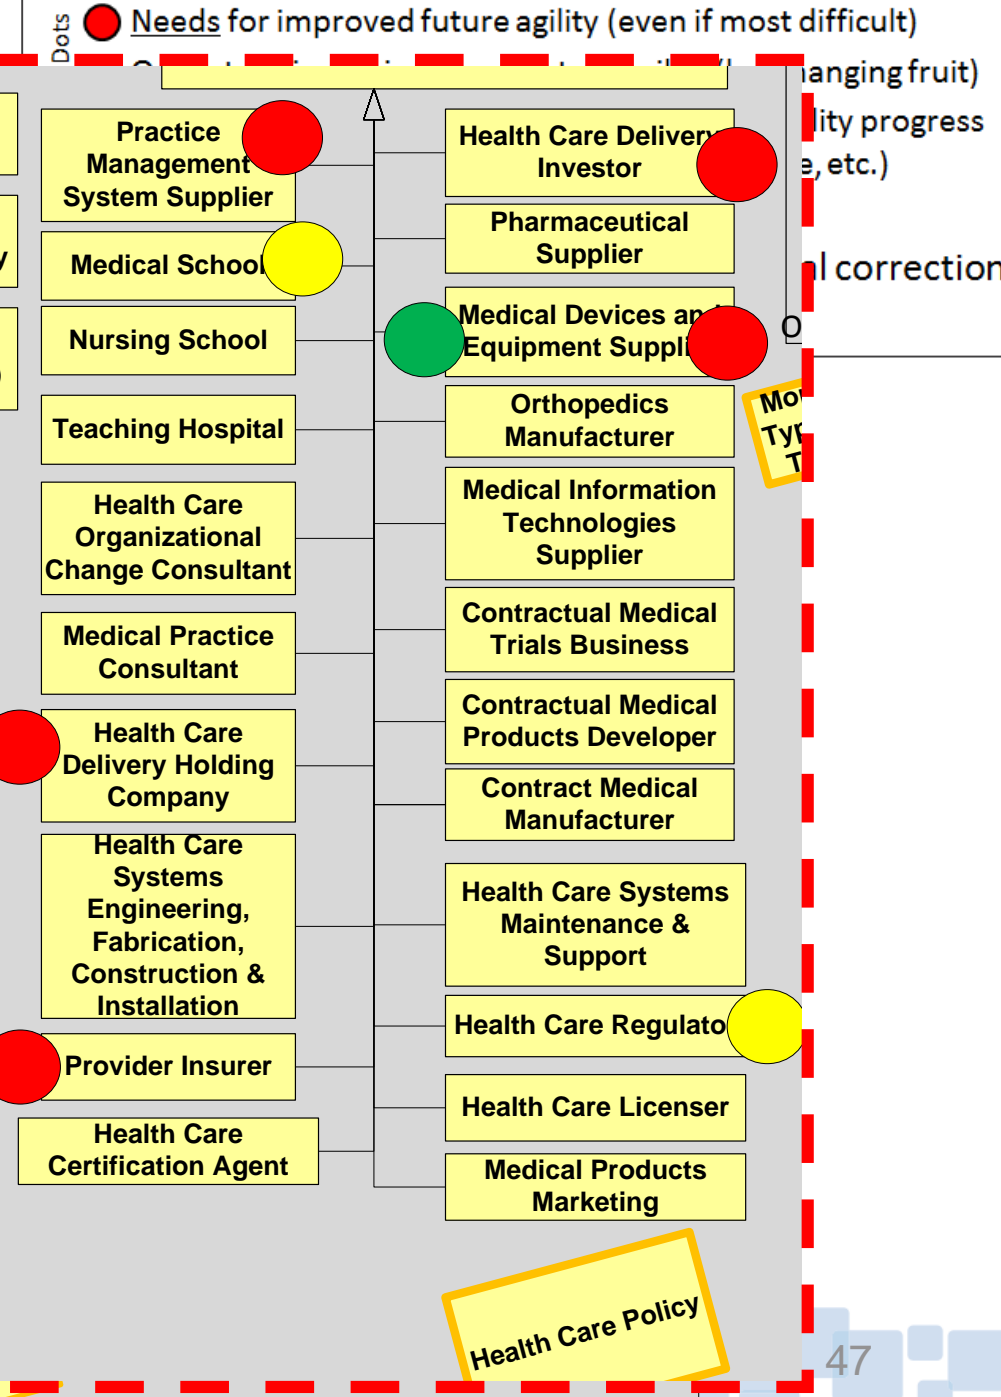 Dots
Needs for improved future agility (even if most difficult)
hanging fruit)
lity progress
e, etc.)
al correction
O
Practice
Management
System Supplier
Medical School
Nursing School
Teaching Hospital
Health Care
Organizational
Change Consultant
Medical Practice
Consultant
Health Care
Delivery Holding
Company
Health Care
Systems
Engineering,
Fabrication,
Construction &
Installation
Provider Insurer
Health Care
Certification Agent
Health Care Delivery
Investor
Pharmaceutical
Supplier
Medical Devices and
Equipment Suppli
Orthopedics
Manufacturer
Medical Information
Technologies
Supplier
Contractual Medical
Trials Business
Contractual Medical
Products Developer
Contract Medical
Manufacturer
Health Care Systems
Maintenance &
Support
Health Care Regulato
Health Care Licenser
Medical Products
Marketing
Mo
Typ
T
Health Care Policy
47